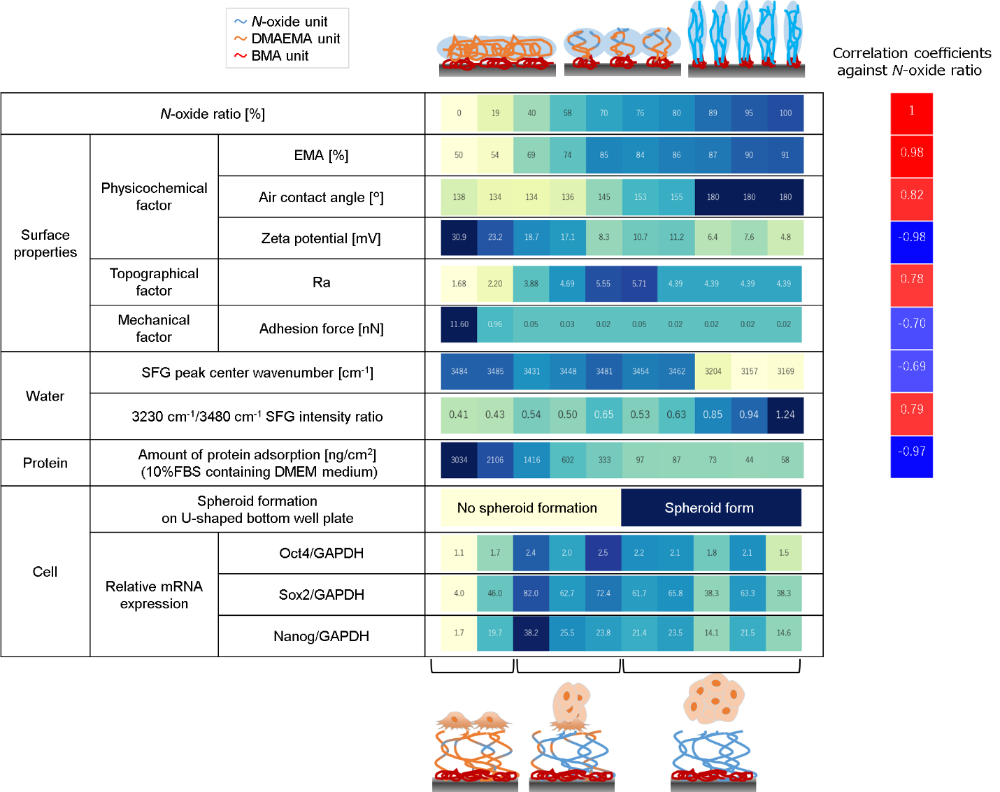 N-oxide unit
DMAEMA unit
BMA unit
Correlation coefficients
against N-oxide ratio
N-oxide ratio [%]
0 19 40 58 70 76 80 89 95 100
1
Surface
properties
Physicochemical
factor
EMA [%]
50 54 69 74 85 84 86 87 90 91
0.98
Air contact angle [°]
138 134 134 136 145 153 155 180 180 180
0.82
Zeta potential [mV]
30.9 23.2 18.7 17.1 8.3 10.7 11.2 6.4 7.6 4.8
-0.98
Topographical
factor
Ra
1.68 2.20 3.88 4.69 5.55 5.71 4.39 4.39 4.39 4.39
0.78
Mechanical
factor
Adhesion force [nN]
11.60 0.96 0.05 0.03 0.02 0.05 0.02 0.02 0.02 0.02
-0.70
Water
SFG peak center wavenumber [cm-1]
3484 3485 3431 3448 3481 3454 3462 3204 3157 3169
-0.69
3230 cm-1/3480 cm-1 SFG intensity ratio
0.41 0.43 0.54 0.50 0.65 0.53 0.63 0.85 0.94 1.24
0.79
Protein
Amount of protein adsorption [ng/cm2]
(10%FBS containing DMEM medium)
3034 2106 1416 602 333 97 87 73 44 58
-0.97
Cell
Spheroid formation
on U-shaped bottom well plate
No spheroid formation
Spheroid form
Relative mRNA
expression
Oct4/GAPDH
1.1 1.7 2.4 2.0 2.5 2.2 2.1 1.8 2.1 1.5
Sox2/GAPDH
4.0 46.0 82.0 62.7 72.4 61.7 65.8 38.3 63.3 38.3
Nanog/GAPDH
1.7 19.7 38.2 25.5 23.8 21.4 23.5 14.1 21.5 14.6